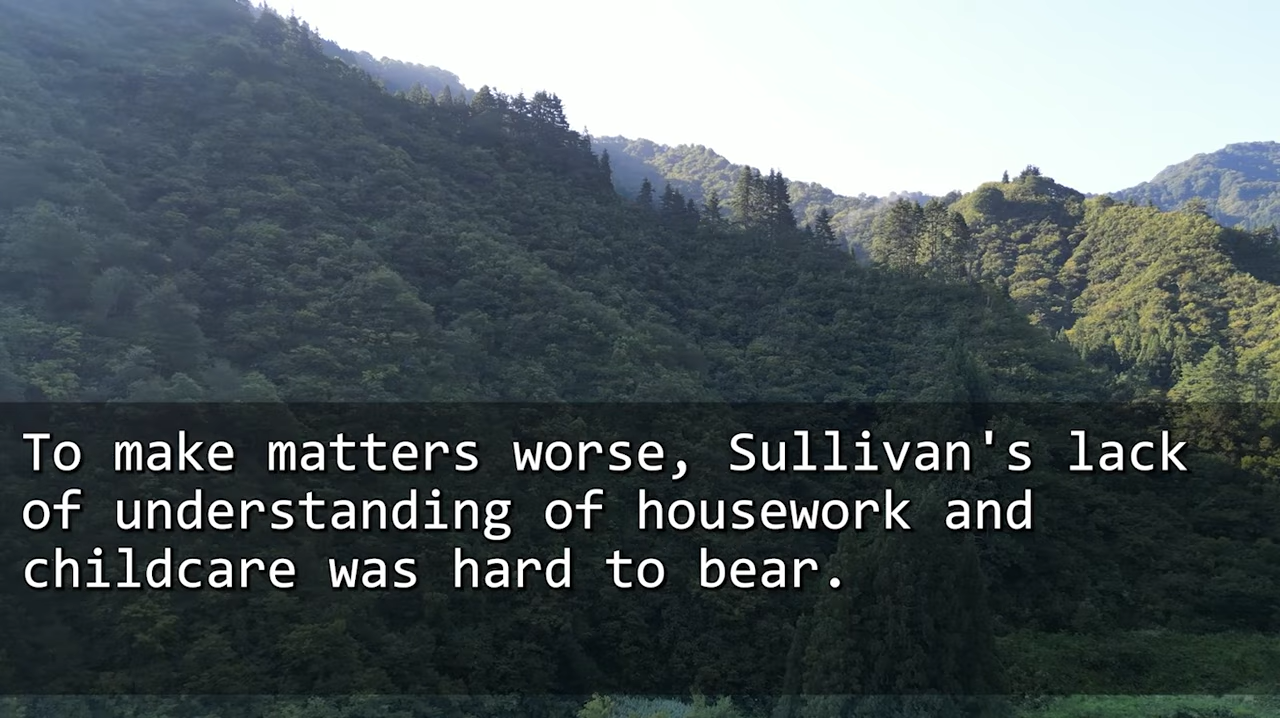 To make matters worse, Sullivan's lack
of understanding of housework and
childcare was hard to bear.